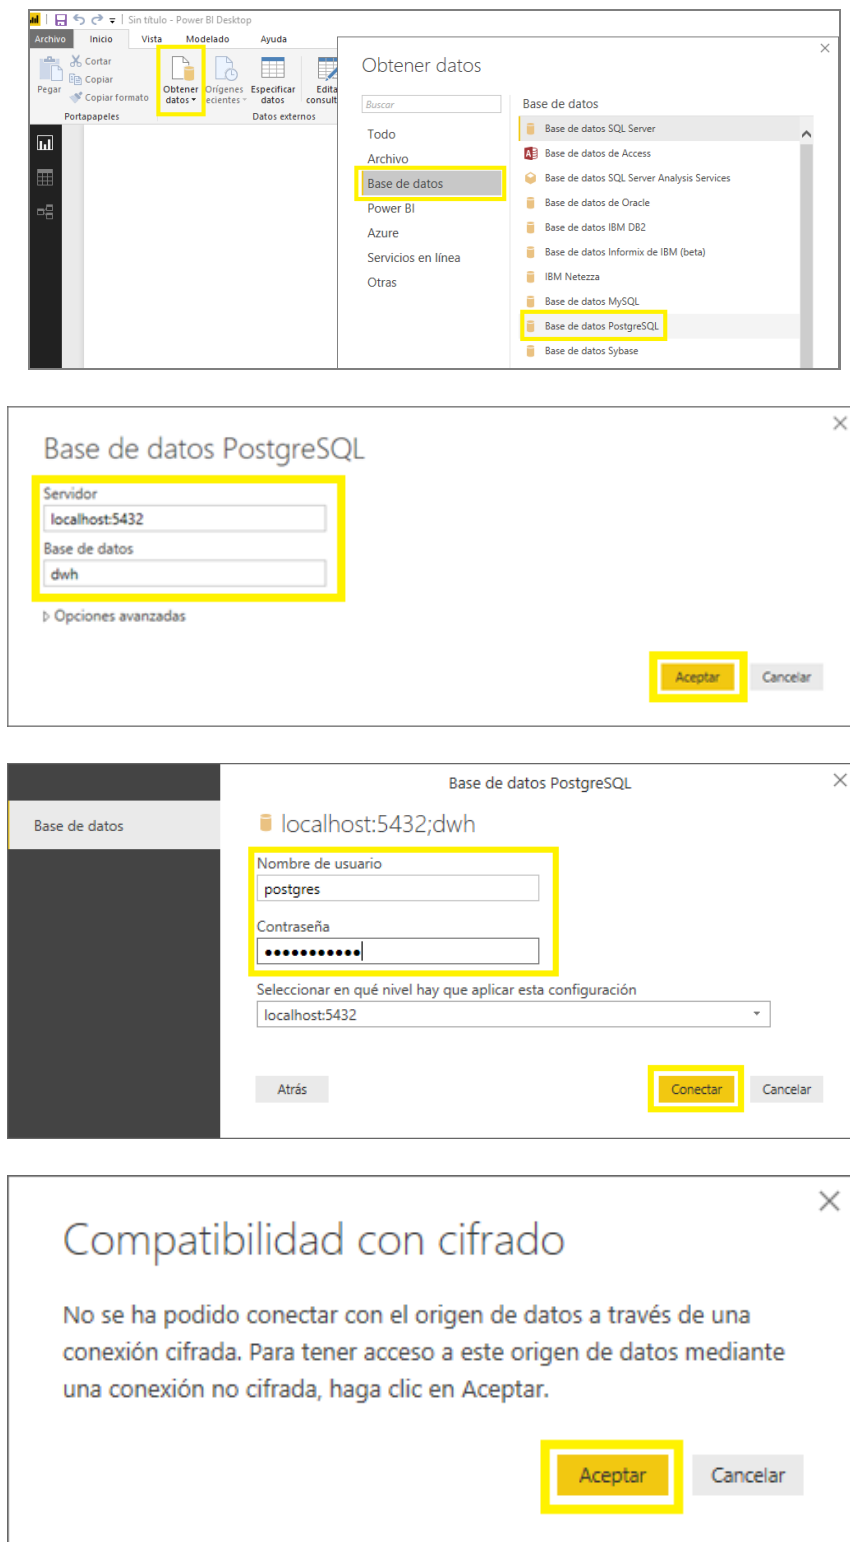 Sin título - Power BI Desktop
Archivo Inicio Vista Modelado Ayuda
Pegar
Cortar
Copiar
Copiar formato
Portapapeles
Obtener
datos
Orígenes
recientes
Especificar
datos
Edita
consult
Datos externos
Obtener datos
Buscar
Todo
Archivo
Base de datos
Power BI
Azure
Servicios en línea
Otras
Base de datos
Base de datos SQL Server
Base de datos de Access
Base de datos SQL Server Analysis Services
Base de datos de Oracle
Base de datos IBM DB2
Base de datos Informix de IBM (beta)
IBM Netezza
Base de datos MySQL
Base de datos PostgreSQL
Base de datos Sybase
Base de datos PostgreSQL
Servidor
localhost:5432
Base de datos
dwh
Opciones avanzadas
Aceptar Cancelar
Base de datos PostgreSQL
Base de datos
localhost:5432;dwh
Nombre de usuario
postgres
Contraseña
Seleccionar en qué nivel hay que aplicar esta configuración
localhost:5432
Atrás Conectar Cancelar
Compatibilidad con cifrado
No se ha podido conectar con el origen de datos a través de una
conexión cifrada. Para tener acceso a este origen de datos mediante
una conexión no cifrada, haga clic en Aceptar.
Aceptar Cancelar